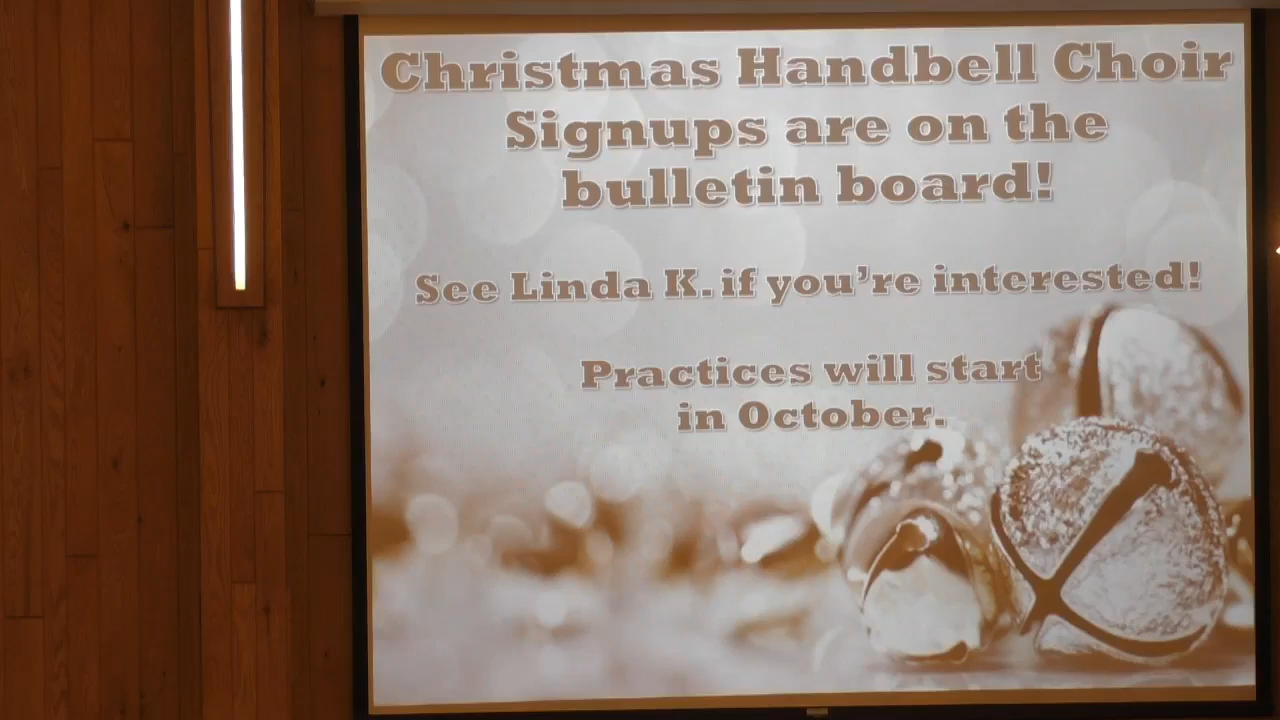 Christmas Handbell Choir
Signups are on the
bulletin board!
See Linda K. if you're interested!
Practices will start
in October.